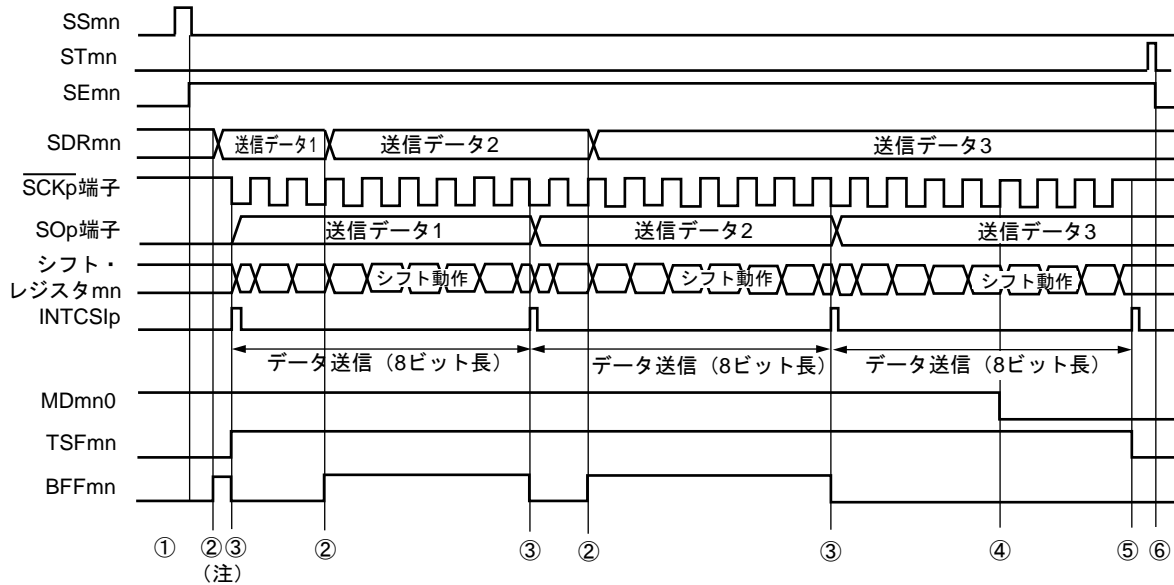 SSmn
STmn
SEmn
SDRmn 送信データ1 送信データ2 送信データ3
SCKp端子
SOp端子 送信データ1 送信データ2 送信データ3
シフト・
レジスタmn シフト動作 シフト動作 シフト動作
INTCSIp
データ送信（8ビット長） データ送信（8ビット長） データ送信（8ビット長）
MDmn0
TSFmn
BFFmn
① ② ③ ② ③ ② ③ ④ ⑤ ⑥
（注）